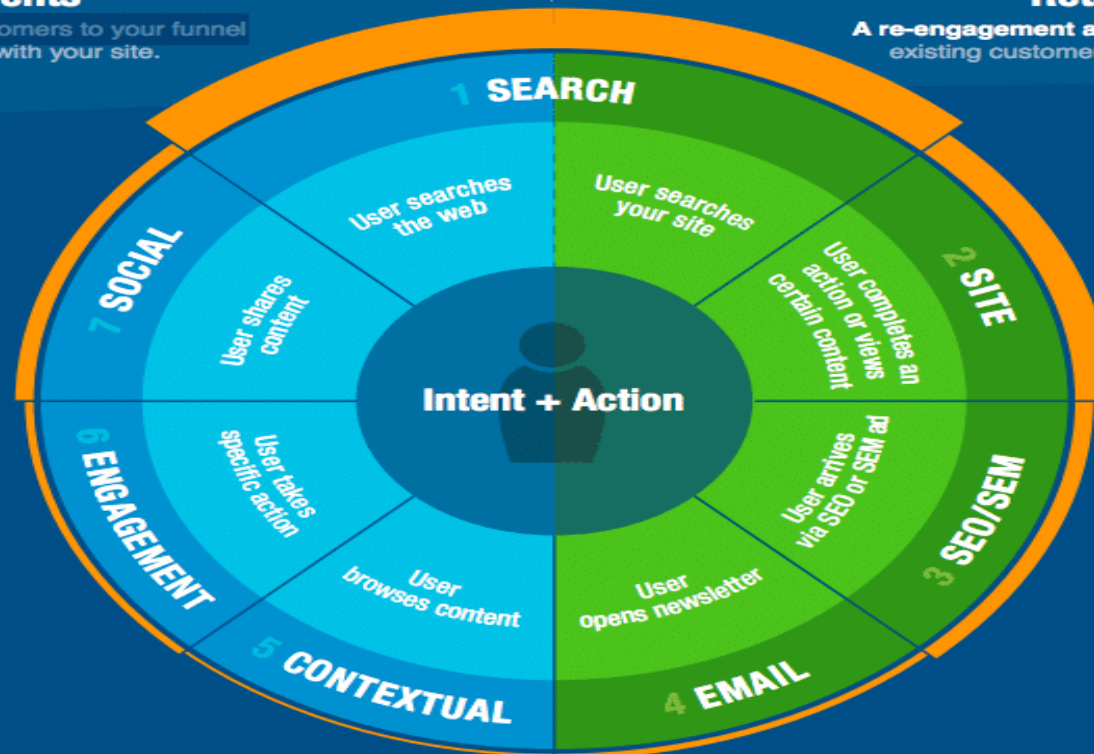 omers to your funnel
with your site.
A re-engagement a
existing custome
1 SEARCH
User searches
the web
User searches
your site
2 SITE
User completes an
action or views
certain content
3 SEO/SEM
User arrives
via SEO or SEM ad
4 EMAIL
User
opens newsletter
5 CONTEXTUAL
User
browses content
6 ENGAGEMENT
User takes
specific action
7 SOCIAL
User shares
content
Intent + Action